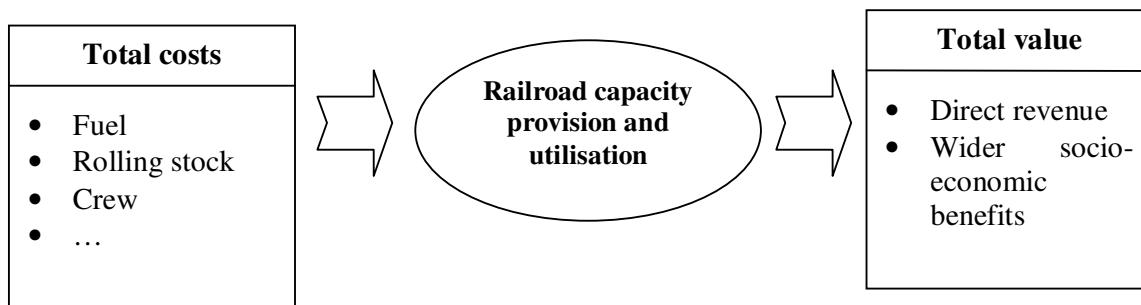 Total costs
• Fuel
• Rolling stock
• Crew
• …
Railroad capacity
provision and
utilisation
Total value
• Direct revenue
• Wider socio-
economic
benefits